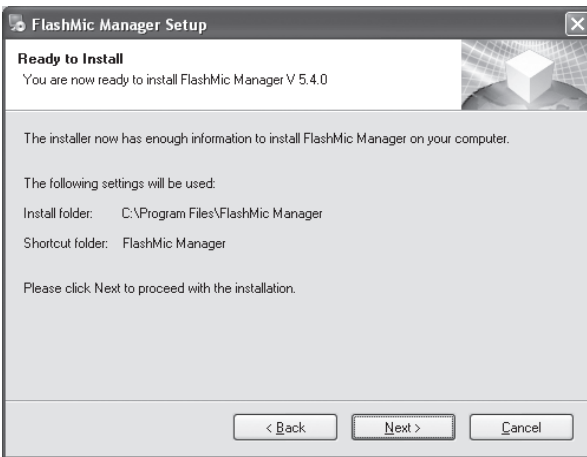 FlashMic Manager Setup
Ready to Install
You are now ready to install FlashMic Manager V 5.4.0
The installer now has enough information to install FlashMic Manager on your computer.
The following settings will be used:
Install folder: C:\Program Files\FlashMic Manager
Shortcut folder: FlashMic Manager
Please click Next to proceed with the installation.
< Back Next > Cancel